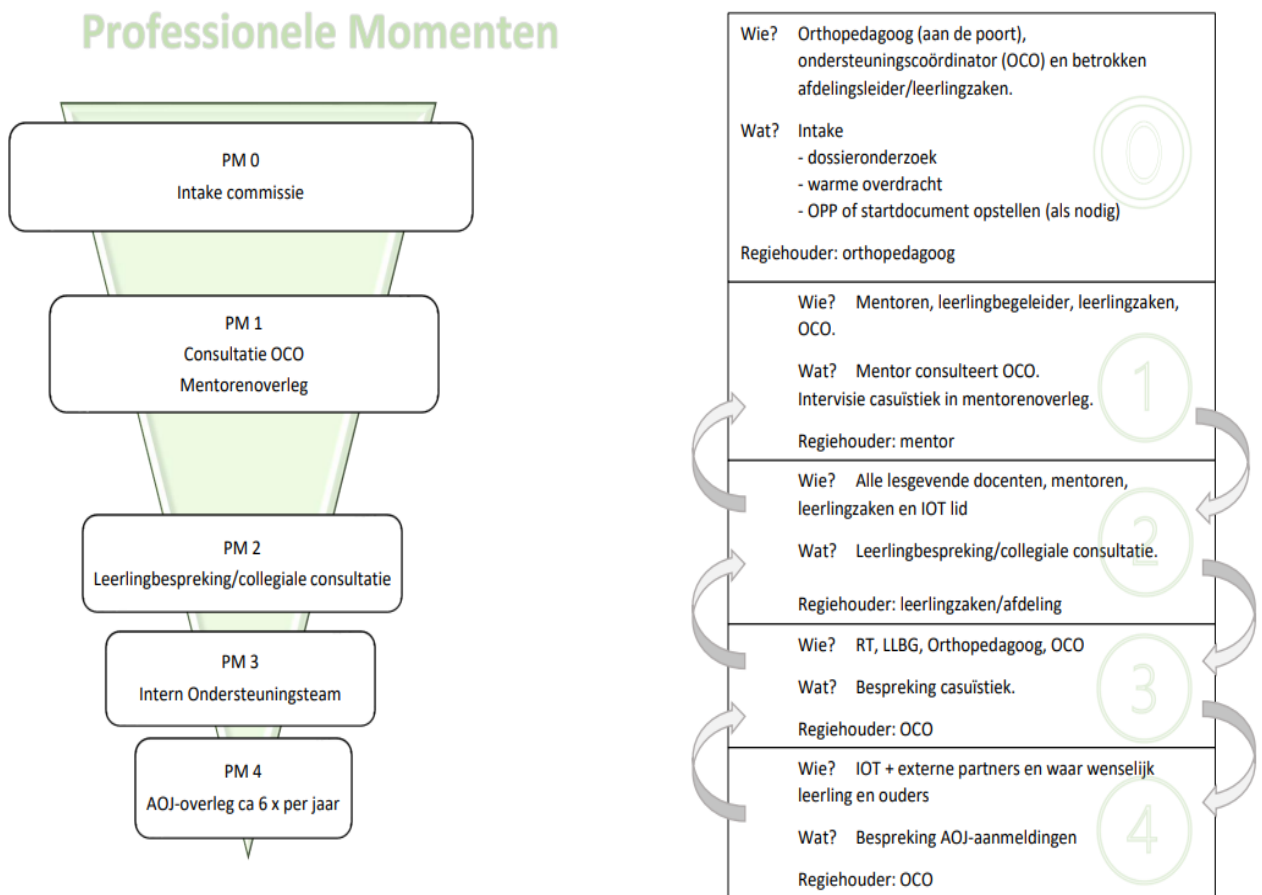 Professionele Momenten
PM 0
Intake commissie
PM 1
Consultatie OCO
Mentorenoverleg
PM 2
Leerlingbespreking/collegiale consultatie
PM 3
Intern Ondersteuningsteam
PM 4
AOJ-overleg ca 6 x per jaar
Wie? Orthopedagoog (aan de poort),
ondersteuningscoördinator (OCO) en betrokken
afdelingsleider/leerlingzaken.
Wat? Intake
- dossieronderzoek
- warme overdracht
- OPP of startdocument opstellen (als nodig)
Regiehouder: orthopedagoog
0
Wie? Mentoren, leerlingbegeleider, leerlingzaken,
OCO.
Wat? Mentor consulteert OCO.
Intervisie casuïstiek in mentorenoverleg.
Regiehouder: mentor
1
Wie? Alle lesgevende docenten, mentoren,
leerlingzaken en IOT lid
Wat? Leerlingbespreking/collegiale consultatie.
Regiehouder: leerlingzaken/afdeling
2
Wie? RT, LLBG, Orthopedagoog, OCO
Wat? Bespreking casuïstiek.
Regiehouder: OCO
3
Wie? IOT + externe partners en waar wenselijk
leerling en ouders
Wat? Bespreking AOJ-aanmeldingen
Regiehouder: OCO
4